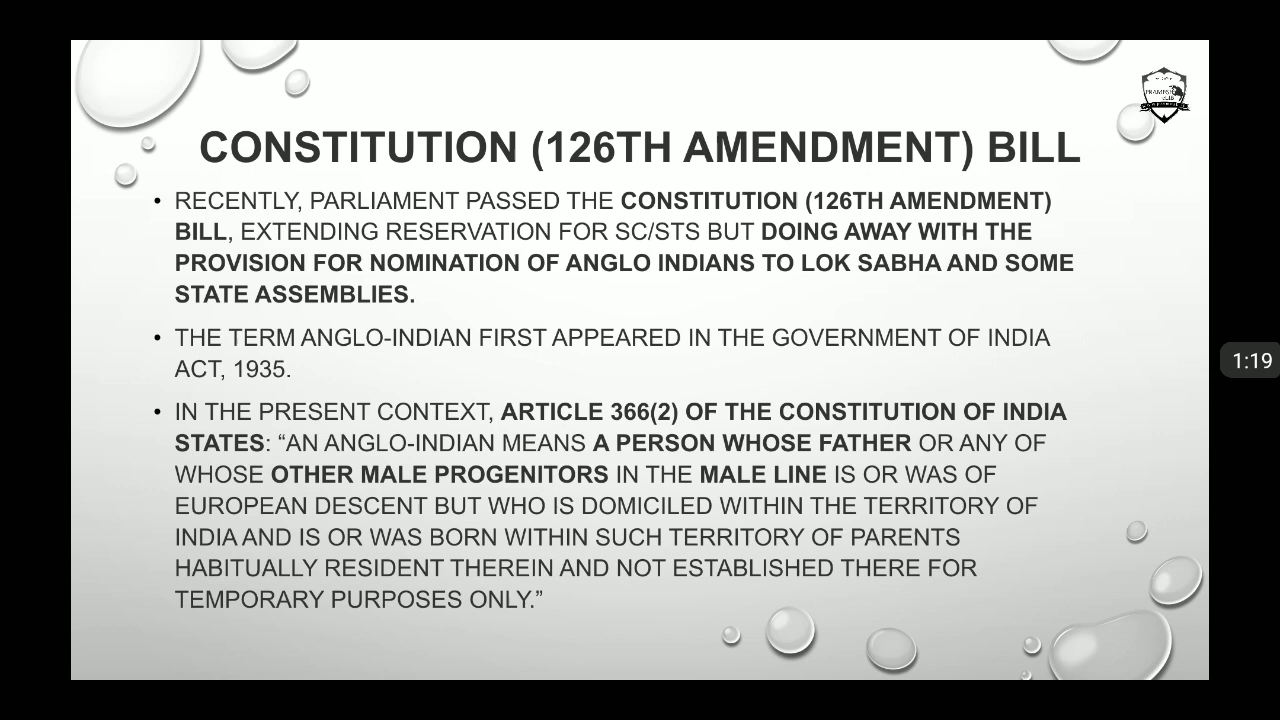 CONSTITUTION (126TH AMENDMENT) BILL
• RECENTLY, PARLIAMENT PASSED THE CONSTITUTION (126TH AMENDMENT)
BILL, EXTENDING RESERVATION FOR SC/STS BUT DOING AWAY WITH THE
PROVISION FOR NOMINATION OF ANGLO INDIANS TO LOK SABHA AND SOME
STATE ASSEMBLIES.
• THE TERM ANGLO-INDIAN FIRST APPEARED IN THE GOVERNMENT OF INDIA
ACT, 1935.
• IN THE PRESENT CONTEXT, ARTICLE 366(2) OF THE CONSTITUTION OF INDIA
STATES: “AN ANGLO-INDIAN MEANS A PERSON WHOSE FATHER OR ANY OF
WHOSE OTHER MALE PROGENITORS IN THE MALE LINE IS OR WAS OF
EUROPEAN DESCENT BUT WHO IS DOMICILED WITHIN THE TERRITORY OF
INDIA AND IS OR WAS BORN WITHIN SUCH TERRITORY OF PARENTS
HABITUALLY RESIDENT THEREIN AND NOT ESTABLISHED THERE FOR
TEMPORARY PURPOSES ONLY.”
1:19